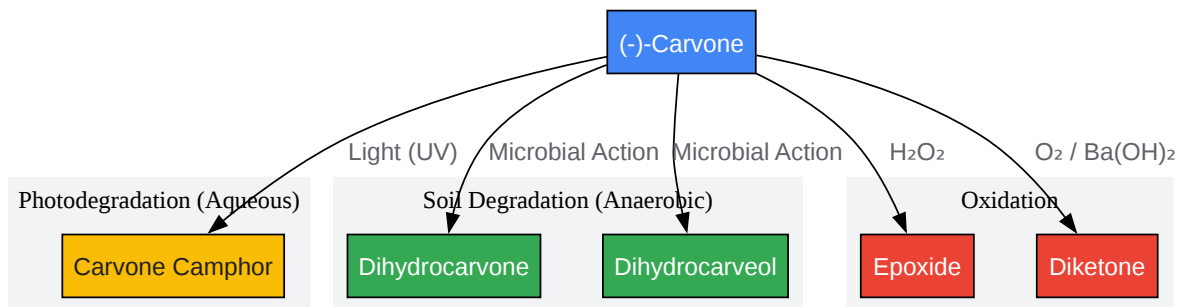 (-)-Carvone
Light (UV)
Microbial Action
Microbial Action
H₂O₂
O₂ / Ba(OH)₂
Photodegradation (Aqueous)
Soil Degradation (Anaerobic)
Oxidation
Carvone Camphor
Dihydrocarvone
Dihydrocarveol
Epoxide
Diketone